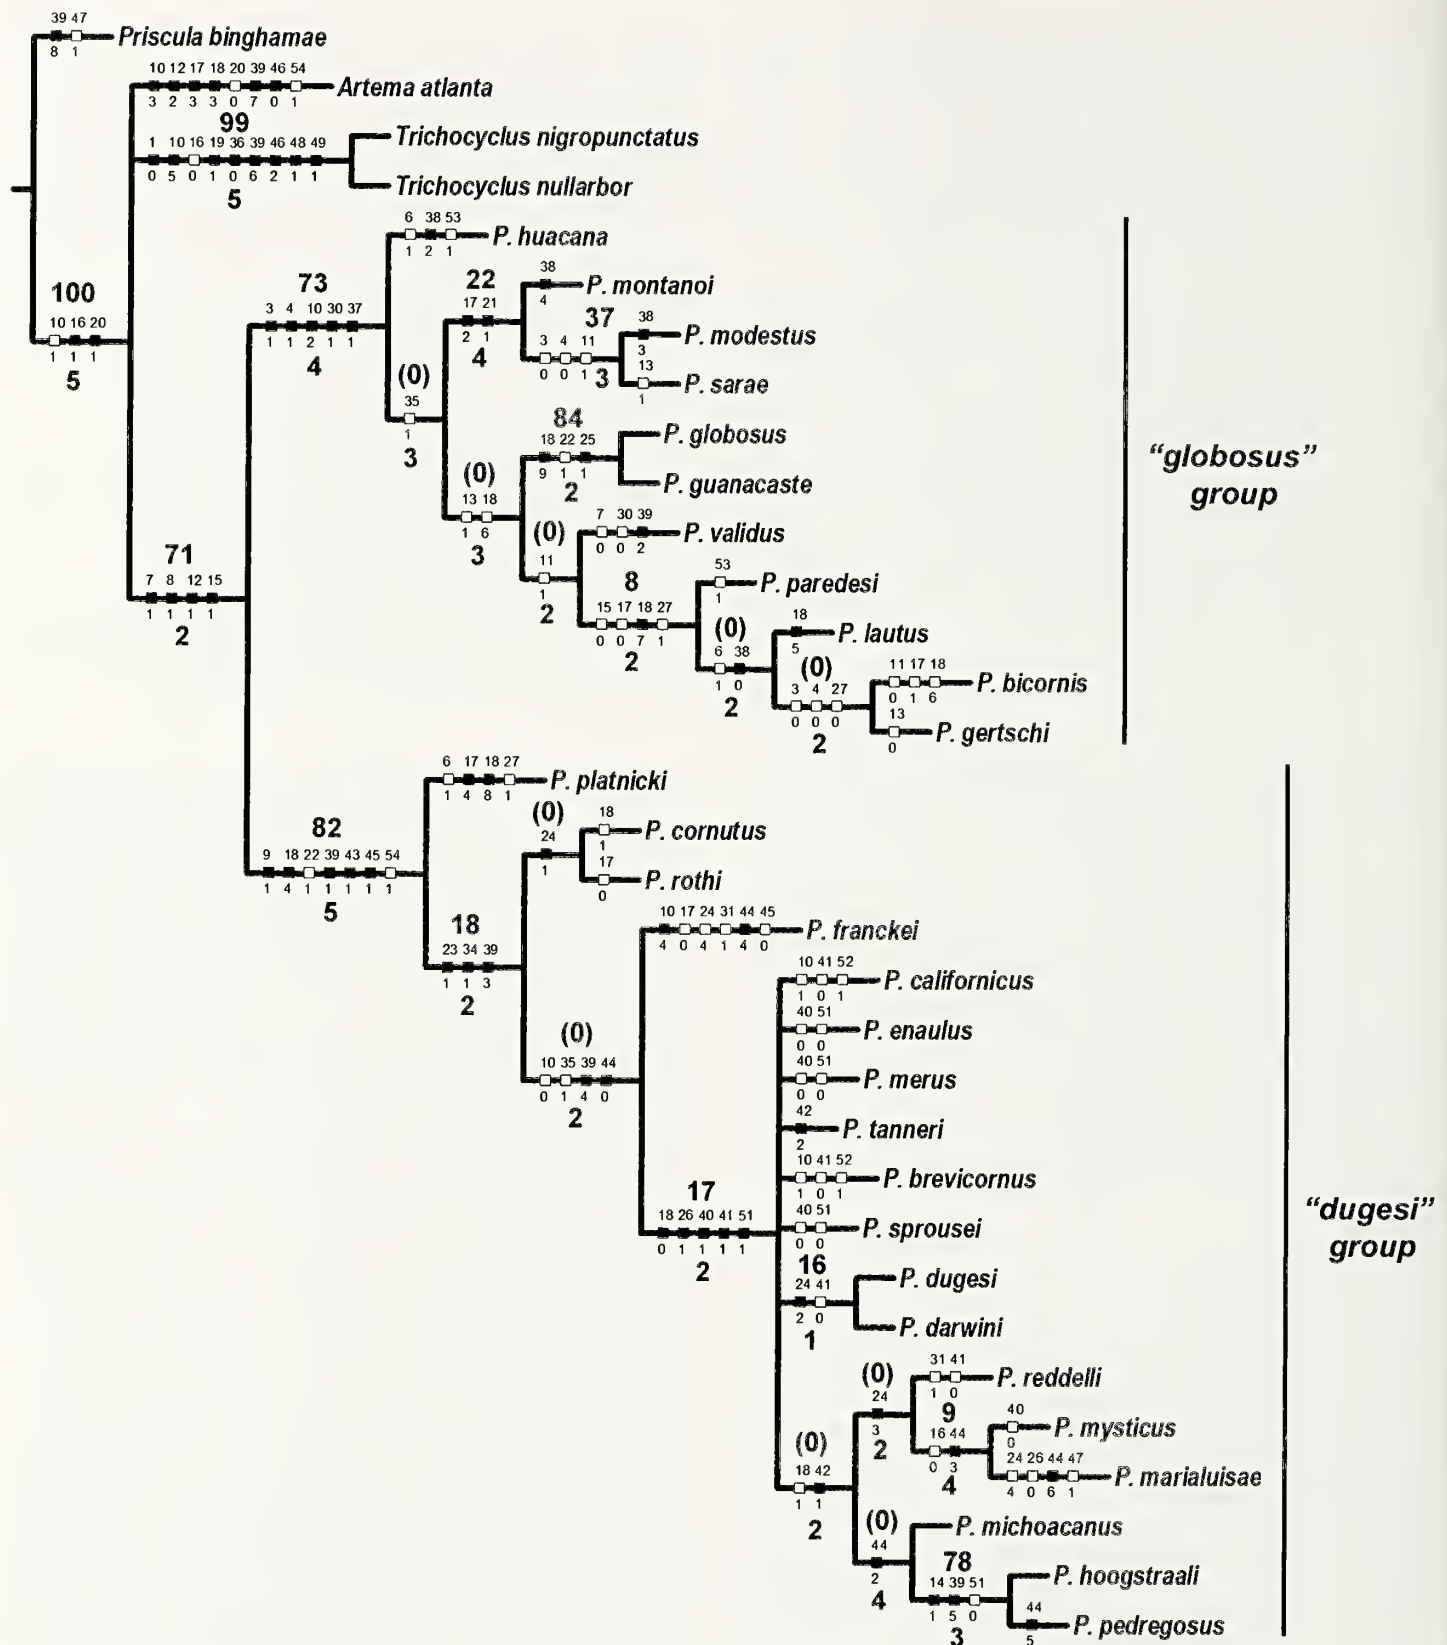 39 47
Priscula binghamae
8 1
10 12 17 18 20 39 46 54
Artema atlanta
3 2 3 3 0 7 0 1
99
1 10 16 19 36 39 46 48 49
Trichocyclus nigropunctatus
0 5 0 1 0 6 2 1 1
5
Trichocyclus nullarbor
6 38 53
P. huacana
1 2 1
100
10 16 20
1 1 1
5
73
3 4 10 30 37
1 1 2 1 1
4
22
17 21
2 1
4
38
P. montanoi
4
37
3 4 11
0 0 1
3
38
P. modestus
3
13
P. sarae
1
(0)
35
1
3
84
18 22 25
9 1 1
2
P. globosus
P. guanacaste
(0)
13 18
1 6
3
(0)
11
1
2
7 30 39
P. validus
0 0 2
8
15 17 18 27
0 0 7 1
2
53
P. paredesi
1
(0)
6 38
1 0
2
18
P. lautus
5
(0)
3 4 27
0 0 0
2
11 17 18
P. bicornis
0 1 6
13
P. gertschi
0
“globosus”
group
71
7 8 12 15
1 1 1 1
2
6 17 18 27
P. platnicki
1 4 8 1
82
9 18 22 39 43 45 54
1 4 1 1 1 1 1
5
(0)
24
1
18
P. cornutus
1
17
P. rothi
0
18
23 34 39
1 1 3
2
10 17 24 31 44 45
P. franckei
4 0 4 1 4 0
(0)
10 35 39 44
0 1 4 0
2
10 41 52
P. californicus
1 0 1
40 51
P. enaulus
0 0
40 51
P. merus
0 0
42
P. tanneri
2
10 41 52
P. brevicornus
1 0 1
17
18 26 40 41 51
0 1 1 1 1
2
40 51
P. sprousei
0 0
16
24 41
2 0
1
P. dugesi
P. darwini
“dugesi”
group
(0)
18 42
1 1
2
(0)
24
3
2
31 41
P. reddelli
1 0
9
16 44
0 3
4
40
P. mysticus
0
24 26 44 47
P. marialuisae
4 0 6 1
(0)
44
2
4
P. michoacanus
78
14 39 51
1 5 0
3
P. hoogstraali
44
P. pedregosus
5